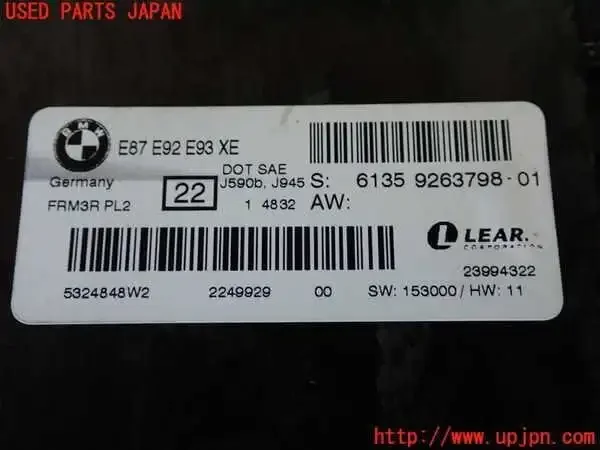 USED PARTS JAPAN
BMW
E87 E92 E93 XE
Germany
22
DOT SAE
J590b, J945
S: 6135 9263798-01
FRM3R PL2
1 4832
AW:
LEAR.
CORPORATION
23994322
5324848W2
2249929
00
SW: 153000/HW: 11
http://www.upjpn.com/